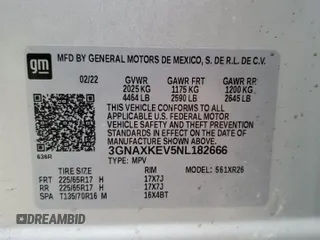 gm
MFD BY GENERAL MOTORS DE MEXICO, S. DE R.L. DE C.V.
02/22 GVWR GAWR FRT GAWR RR
2025 KG 1175 KG 1200 KG
4464 LB 2590 LB 2645 LB
THIS VEHICLE CONFORMS TO ALL APPLICABLE U.S. FEDERAL MOTOR VEHICLE SAFETY, BUMPER, AND THEFT PREVENTION STANDARDS IN EFFECT ON THE DATE OF MANUFACTURE SHOWN ABOVE.
3GNAXKEV5NL182666
636R TYPE: MPV MODEL: 561XR26
TIRE SIZE RIM
FRT 225/65R17 H 17X7J
RR 225/65R17 H 17X7J
SPA T135/70R16 M 16X4BT
AUTOBIDMASTER